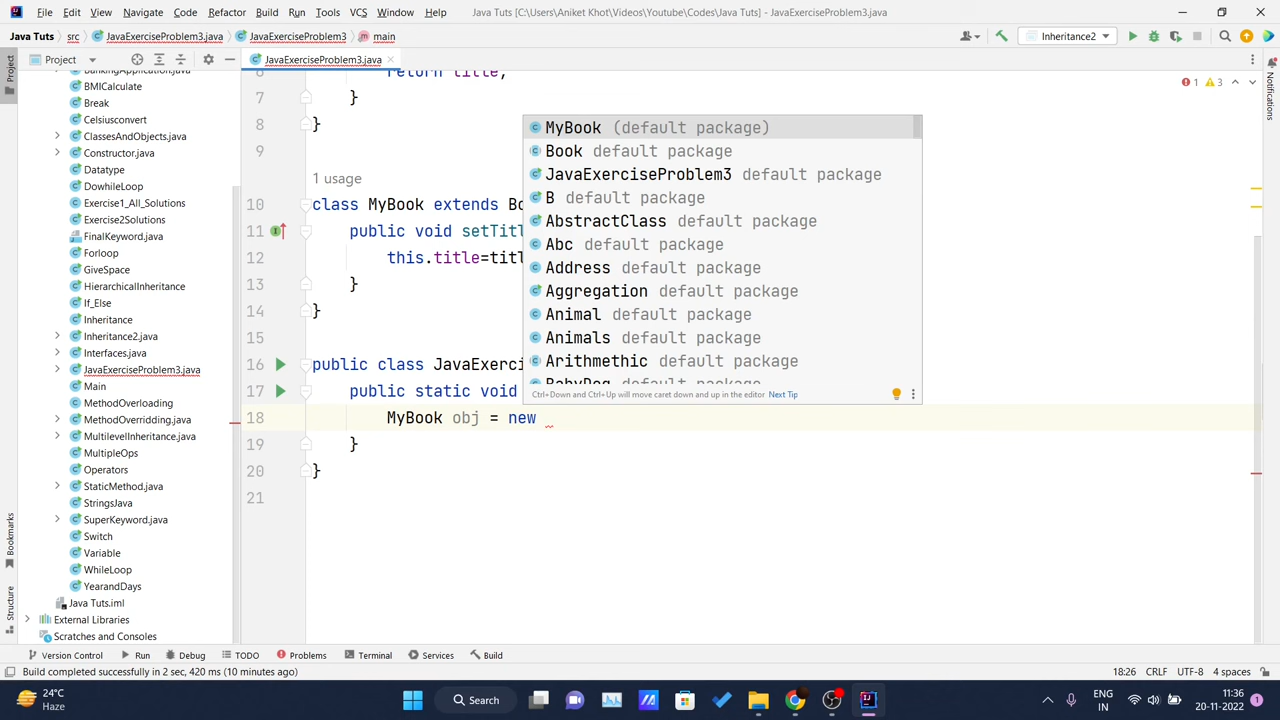 File Edit View Navigate Code Refactor Build Run Tools VCS Window Help Java Tuts [C:\Users\Aniket Khot\Videos\Youtube\Codes\Java Tuts] - JavaExerciseProblem3.java
Java Tuts src JavaExerciseProblem3.java JavaExerciseProblem3 main Inheritance2
Project JavaExerciseProblem3.java
Project
BMICalculate
Break
Celsiusconvert
ClassesAndObjects.java
Constructor.java
Datatype
DowhileLoop
Exercise1_All_Solutions
Exercise2Solutions
FinalKeyword.java
Forloop
GiveSpace
HierarchicalInheritance
If_Else
Inheritance
Inheritance2.java
Interfaces.java
JavaExerciseProblem3.java
Main
MethodOverloading
MethodOverridding.java
MultilevelInheritance.java
MultipleOps
Operators
StaticMethod.java
StringsJava
SuperKeyword.java
Switch
Variable
WhileLoop
YearandDays
Java Tuts.iml
External Libraries
Scratches and Consoles
Bookmarks
Structure
Notifications
1 3
return title;
7 }
8 }
9
1 usage
10 class MyBook extends Bo
11 public void setTitl
12 this.title=titl
13 }
14 }
15
16 public class JavaExerci
17 public static void
18 MyBook obj = new
19 }
20 }
21
MyBook (default package)
Book default package
JavaExerciseProblem3 default package
B default package
AbstractClass default package
Abc default package
Address default package
Aggregation default package
Animal default package
Animals default package
Arithmethic default package
Ctrl+Down and Ctrl+Up will move caret down and up in the editor Next Tip
Version Control Run Debug TODO Problems Terminal Services Build
Build completed successfully in 2 sec, 420 ms (10 minutes ago) 18:26 CRLF UTF-8 4 spaces
24°C
Haze
Search
ENG
IN
11:36
20-11-2022
1